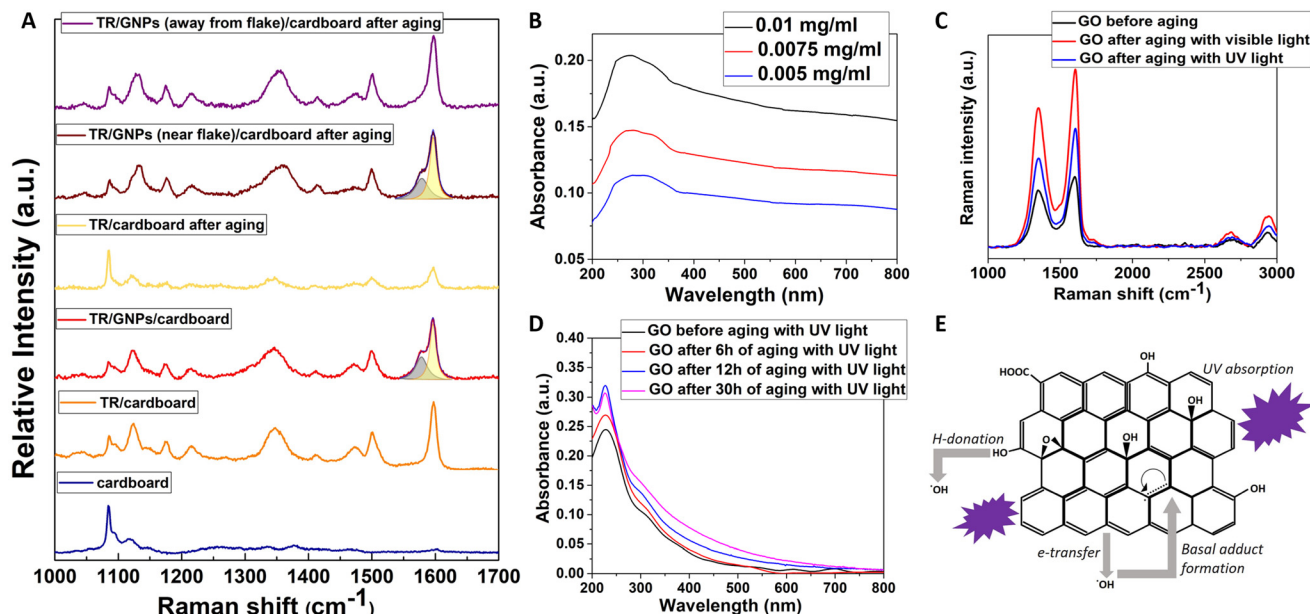 A
TR/GNPs (away from flake)/cardboard after aging
TR/GNPs (near flake)/cardboard after aging
TR/cardboard after aging
TR/GNPs/cardboard
TR/cardboard
cardboard
Relative Intensity (a.u.)
1000 1100 1200 1300 1400 1500 1600 1700
Raman shift (cm-1)
B
0.01 mg/ml
0.0075 mg/ml
0.005 mg/ml
Absorbance (a.u.)
0.20
0.15
0.10
0.05
200 300 400 500 600 700 800
Wavelength (nm)
C
GO before aging
GO after aging with visible light
GO after aging with UV light
Raman intensity (a.u.)
1000 1500 2000 2500 3000
Raman shift (cm-1)
D
GO before aging with UV light
GO after 6h of aging with UV light
GO after 12h of aging with UV light
GO after 30h of aging with UV light
Absorbance (a.u.)
0.40
0.35
0.30
0.25
0.20
0.15
0.10
0.05
0.00
200 300 400 500 600 700 800
Wavelength (nm)
E
OH
HOOC
UV absorption
OH
H-donation
O
OH
HO
·OH
OH
e-transfer
Basal adduct
formation
·OH